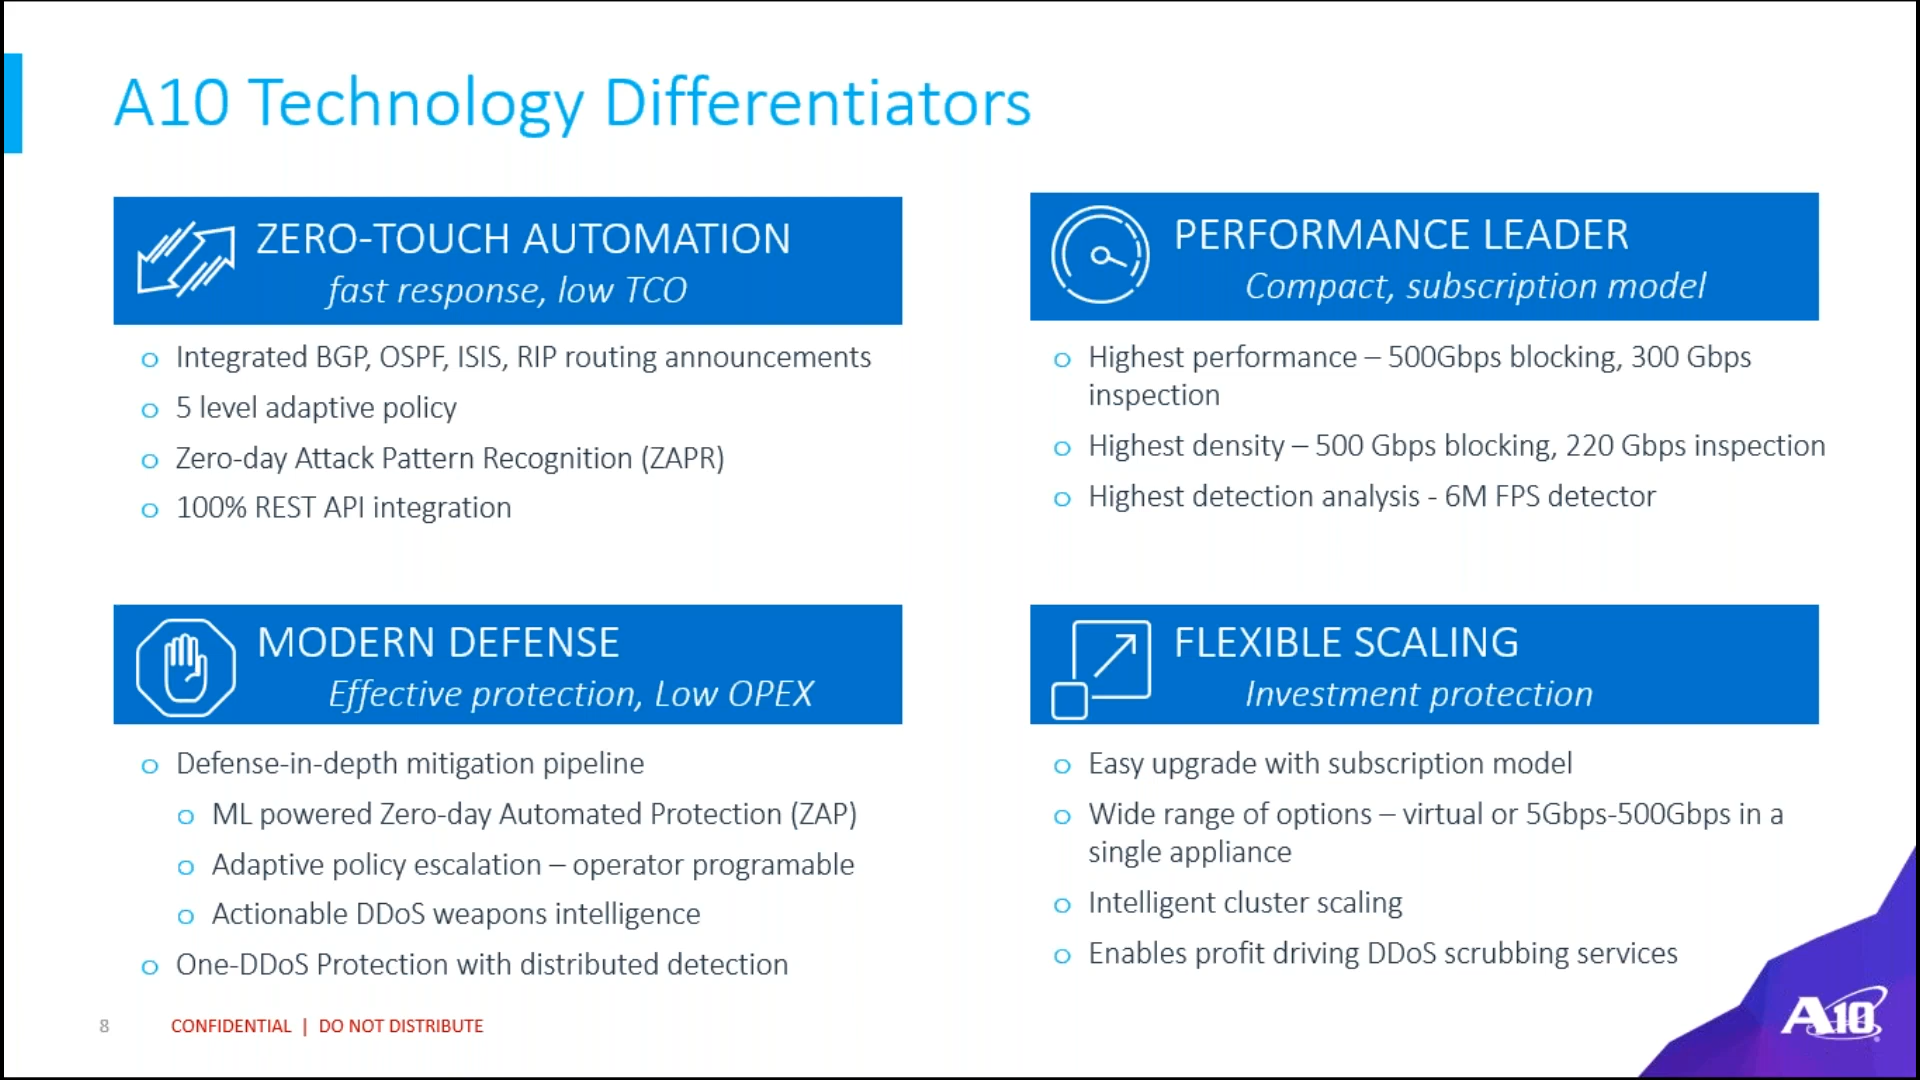 A10 Technology Differentiators
ZERO-TOUCH AUTOMATION
fast response, low TCO
o Integrated BGP, OSPF, ISIS, RIP routing announcements
o 5 level adaptive policy
o Zero-day Attack Pattern Recognition (ZAPR)
o 100% REST API integration
PERFORMANCE LEADER
Compact, subscription model
o Highest performance – 500Gbps blocking, 300 Gbps
inspection
o Highest density – 500 Gbps blocking, 220 Gbps inspection
o Highest detection analysis - 6M FPS detector
MODERN DEFENSE
Effective protection, Low OPEX
o Defense-in-depth mitigation pipeline
o ML powered Zero-day Automated Protection (ZAP)
o Adaptive policy escalation – operator programable
o Actionable DDoS weapons intelligence
o One-DDoS Protection with distributed detection
FLEXIBLE SCALING
Investment protection
o Easy upgrade with subscription model
o Wide range of options – virtual or 5Gbps-500Gbps in a
single appliance
o Intelligent cluster scaling
o Enables profit driving DDoS scrubbing services
8 CONFIDENTIAL | DO NOT DISTRIBUTE
A10